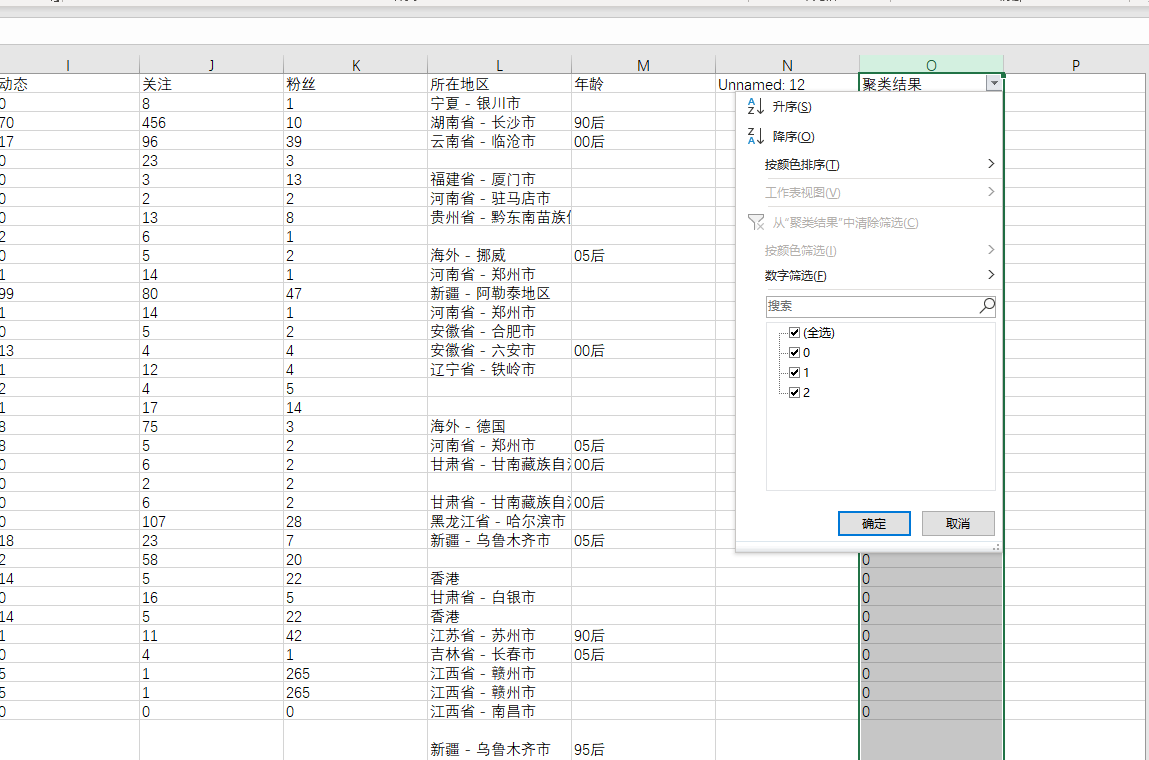 I J K L M N O P
动态 关注 粉丝 所在地区 年龄 Unnamed: 12 聚类结果
0 8 1 宁夏 - 银川市
70 456 10 湖南省 - 长沙市 90后
17 96 39 云南省 - 临沧市 00后
0 23 3
0 3 13 福建省 - 厦门市
0 2 2 河南省 - 驻马店市
0 13 8 贵州省 - 黔东南苗族
2 6 1
0 5 2 海外 - 挪威 05后
1 14 1 河南省 - 郑州市
99 80 47 新疆 - 阿勒泰地区
1 14 1 河南省 - 郑州市
0 5 2 安徽省 - 合肥市
13 4 4 安徽省 - 六安市 00后
1 12 4 辽宁省 - 铁岭市
2 4 5
1 17 14
8 75 3 海外 - 德国
8 5 2 河南省 - 郑州市 05后
0 6 2 甘肃省 - 甘南藏族自 00后
0 2 2
0 6 2 甘肃省 - 甘南藏族自 00后
0 107 28 黑龙江省 - 哈尔滨市
18 23 7 新疆 - 乌鲁木齐市 05后
2 58 20 0
14 5 22 香港 0
0 16 5 甘肃省 - 白银市 0
14 5 22 香港 0
1 11 42 江苏省 - 苏州市 90后 0
0 4 1 吉林省 - 长春市 05后 0
5 1 265 江西省 - 赣州市 0
5 1 265 江西省 - 赣州市 0
0 0 0 江西省 - 南昌市 0
新疆 - 乌鲁木齐市 95后
升序(S)
降序(O)
按颜色排序(T)
工作表视图(V)
从"聚类结果"中清除筛选(C)
按颜色筛选(I)
数字筛选(F)
搜索
(全选)
0
1
2
确定 取消